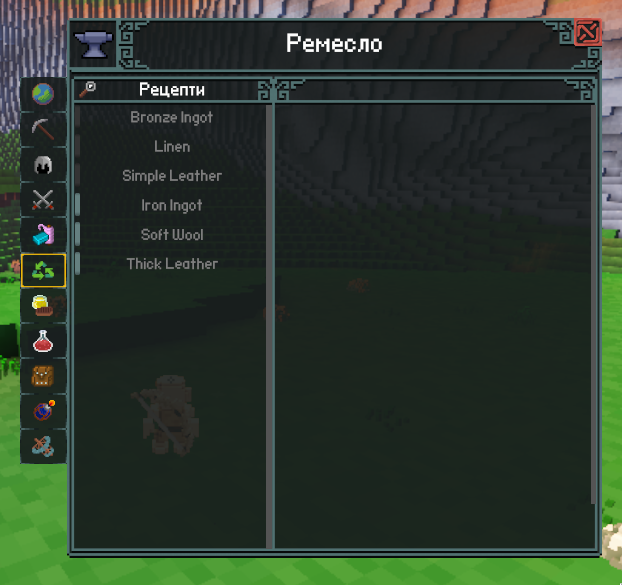 Ремесло
Рецепти
Bronze Ingot
Linen
Simple Leather
Iron Ingot
Soft Wool
Thick Leather